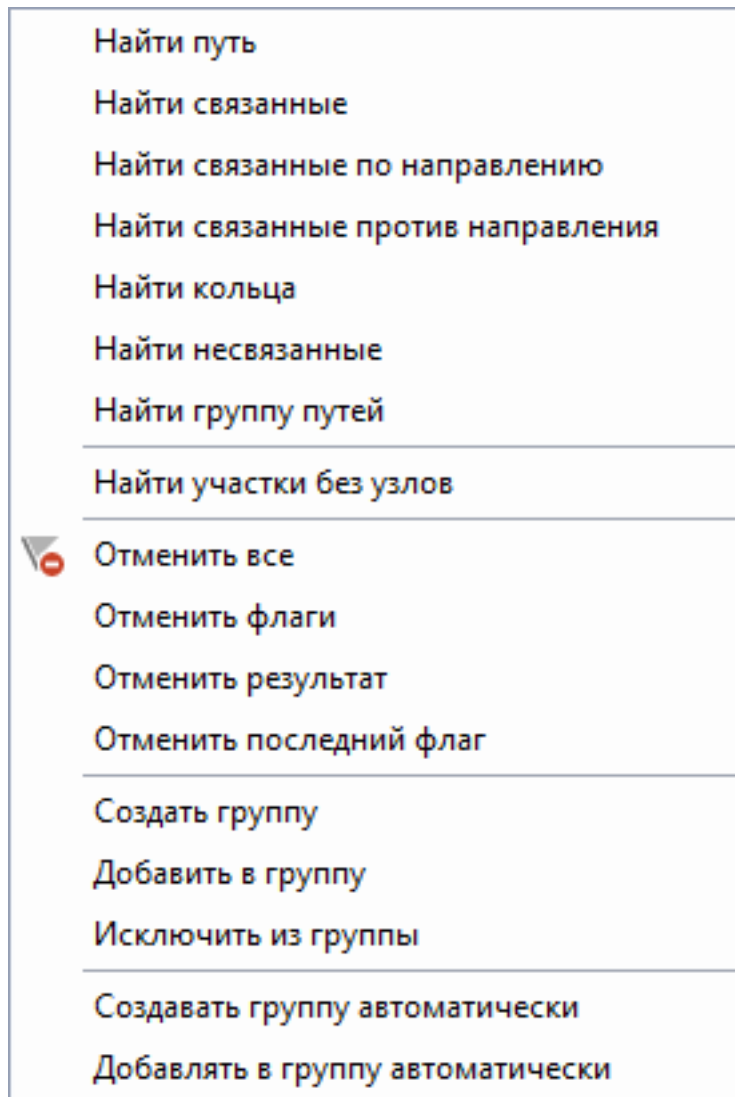 Найти путь
Найти связанные
Найти связанные по направлению
Найти связанные против направления
Найти кольца
Найти несвязанные
Найти группу путей
Найти участки без узлов
Отменить все
Отменить флаги
Отменить результат
Отменить последний флаг
Создать группу
Добавить в группу
Исключить из группы
Создавать группу автоматически
Добавлять в группу автоматически